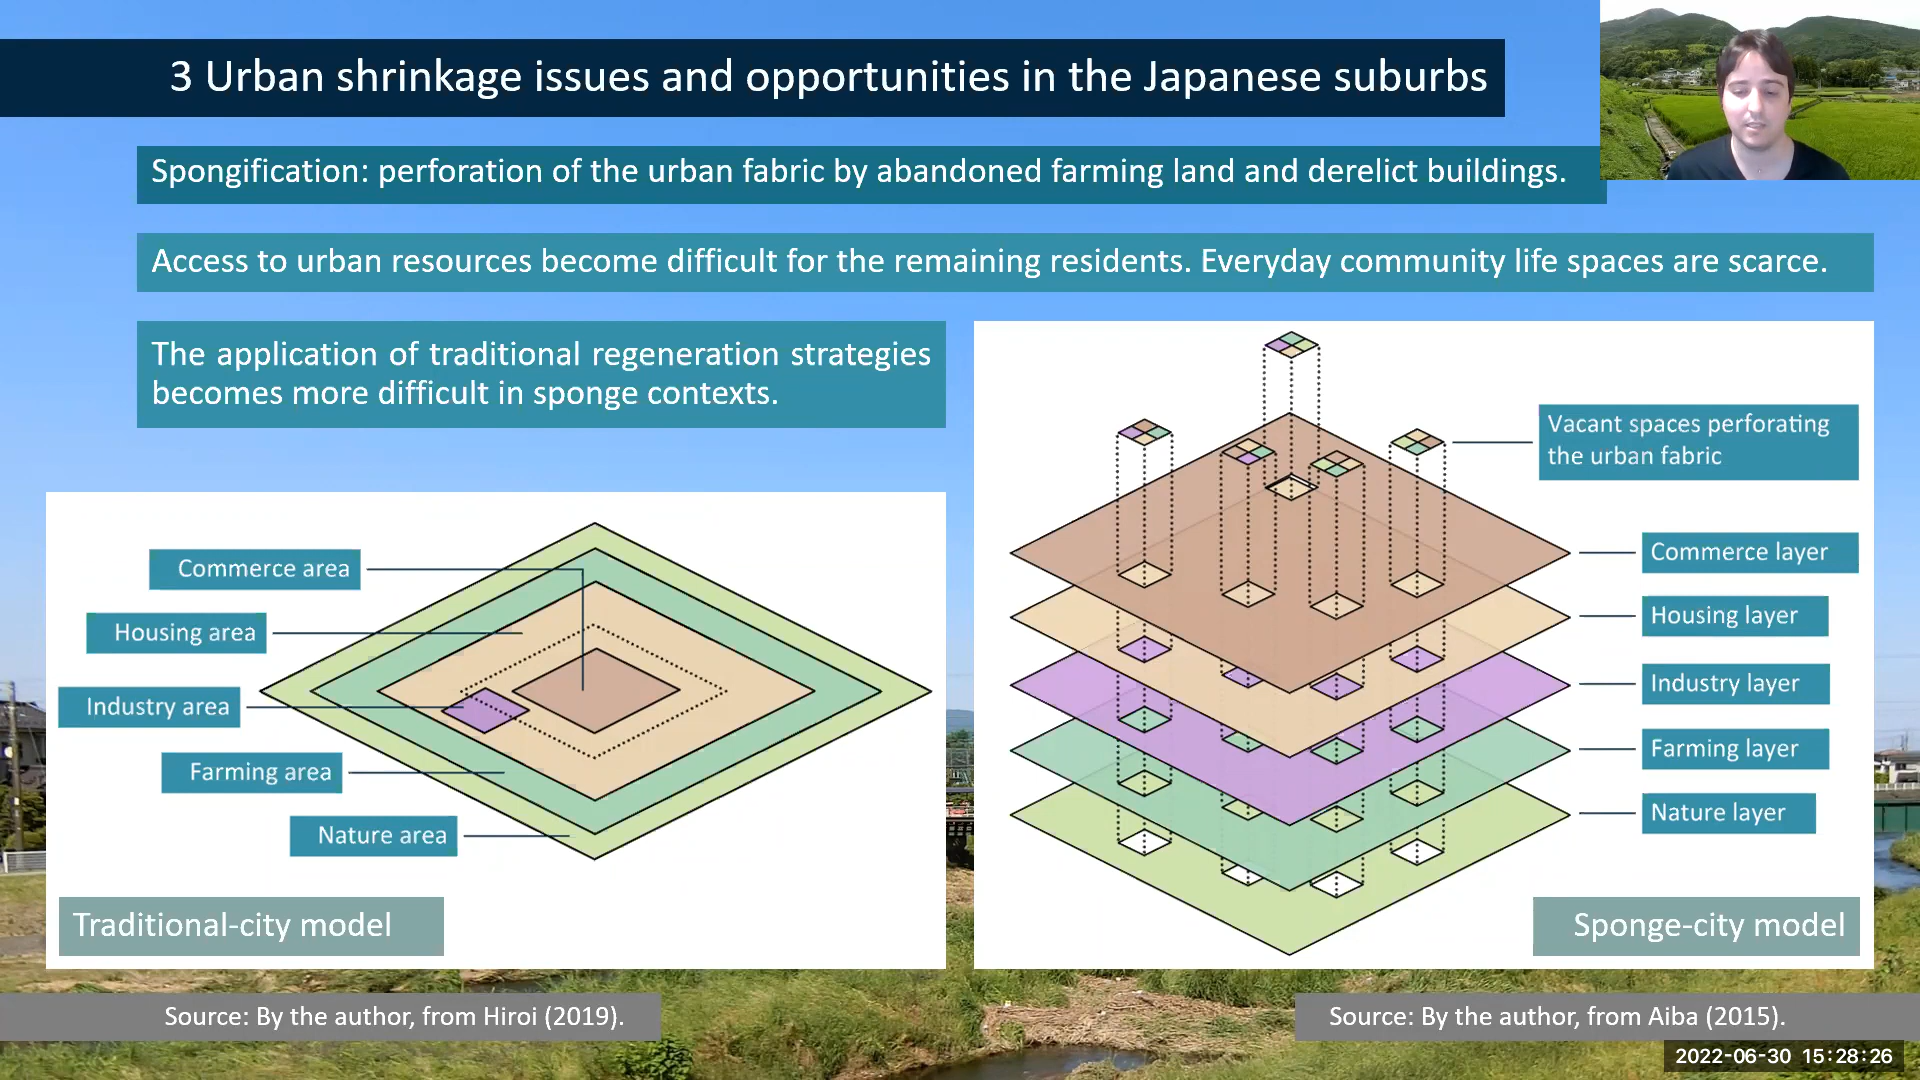 3 Urban shrinkage issues and opportunities in the Japanese suburbs
Spongification: perforation of the urban fabric by abandoned farming land and derelict buildings.
Access to urban resources become difficult for the remaining residents. Everyday community life spaces are scarce.
The application of traditional regeneration strategies
becomes more difficult in sponge contexts.
Commerce area
Housing area
Industry area
Farming area
Nature area
Traditional-city model
Source: By the author, from Hiroi (2019).
Vacant spaces perforating
the urban fabric
Commerce layer
Housing layer
Industry layer
Farming layer
Nature layer
Sponge-city model
Source: By the author, from Aiba (2015).
2022-06-30 15:28:26